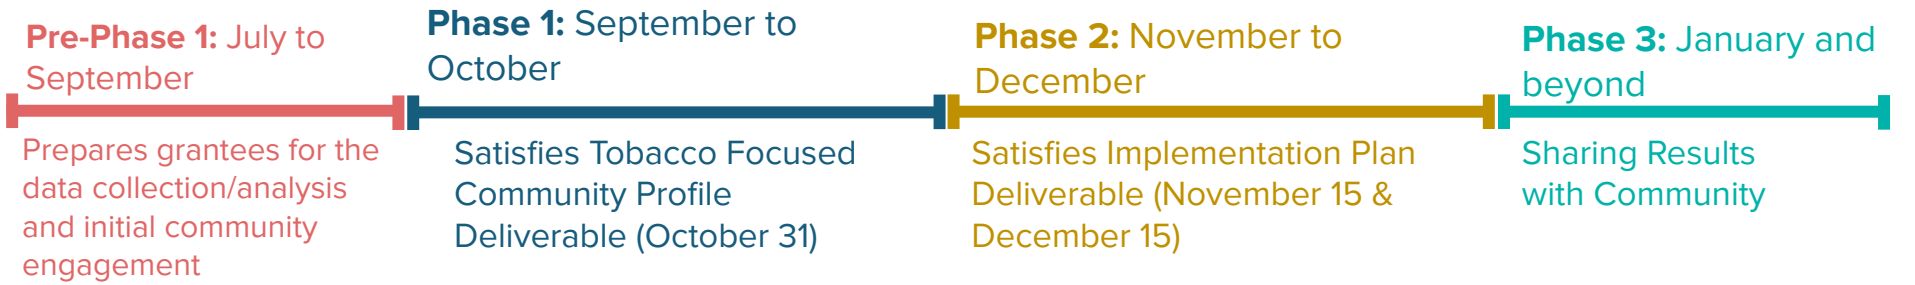 Pre-Phase 1: July to
September
Prepares grantees for the
data collection/analysis
and initial community
engagement
Phase 1: September to
October
Satisfies Tobacco Focused
Community Profile
Deliverable (October 31)
Phase 2: November to
December
Satisfies Implementation Plan
Deliverable (November 15 &
December 15)
Phase 3: January and
beyond
Sharing Results
with Community